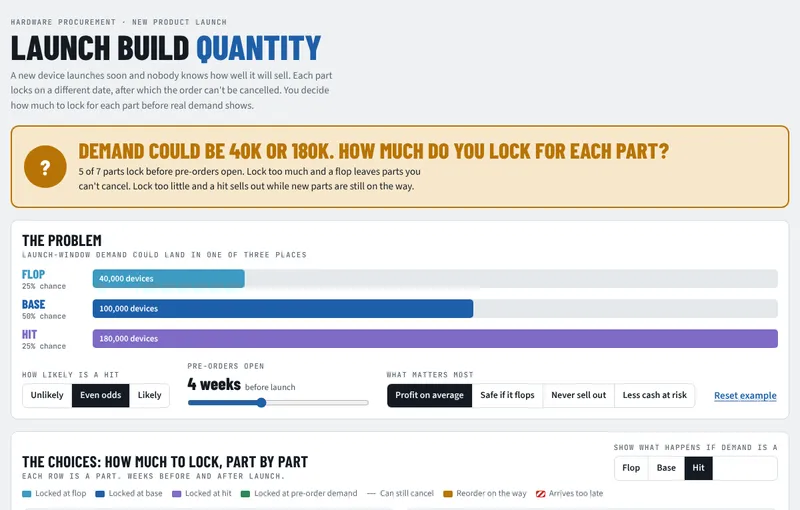 HARDWARE PROCUREMENT · NEW PRODUCT LAUNCH
LAUNCH BUILD QUANTITY
A new device launches soon and nobody knows how well it will sell. Each part
locks on a different date, after which the order can't be cancelled. You decide
how much to lock for each part before real demand shows.
?
DEMAND COULD BE 40K OR 180K. HOW MUCH DO YOU LOCK FOR EACH PART?
5 of 7 parts lock before pre-orders open. Lock too much and a flop leaves parts you
can't cancel. Lock too little and a hit sells out while new parts are still on the way.
THE PROBLEM
LAUNCH-WINDOW DEMAND COULD LAND IN ONE OF THREE PLACES
FLOP
25% chance
40,000 devices
BASE
50% chance
100,000 devices
HIT
25% chance
180,000 devices
HOW LIKELY IS A HIT
Unlikely
Even odds
Likely
PRE-ORDERS OPEN
4 weeks before launch
WHAT MATTERS MOST
Profit on average
Safe if it flops
Never sell out
Less cash at risk
Reset example
THE CHOICES: HOW MUCH TO LOCK, PART BY PART
EACH ROW IS A PART. WEEKS BEFORE AND AFTER LAUNCH.
SHOW WHAT HAPPENS IF DEMAND IS A
Flop
Base
Hit
Locked at flop
Locked at base
Locked at hit
Locked at pre-order demand
Can still cancel
Reorder on the way
Arrives too late